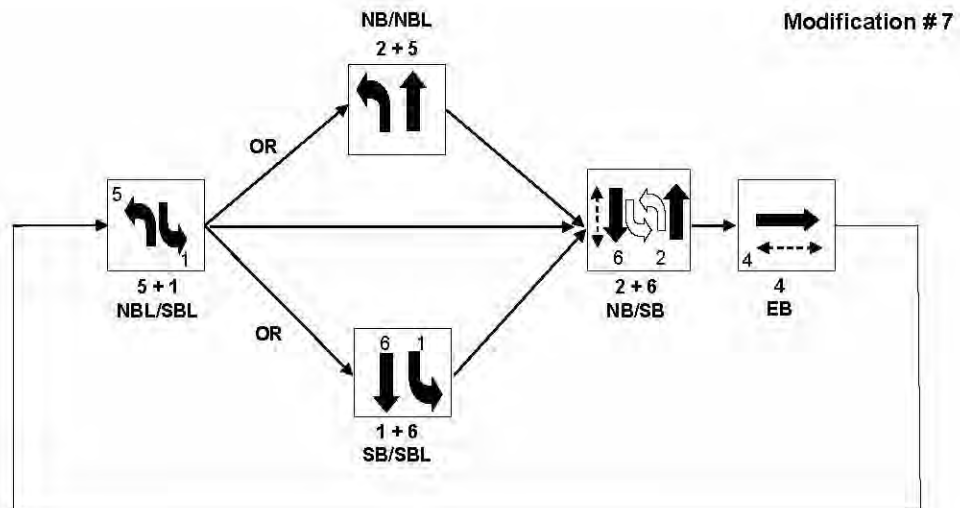 Modification # 7
NB/NBL
2 + 5
OR
5
1
5 + 1
NBL/SBL
6 2
2 + 6
NB/SB
4
4
EB
OR
6 1
1 + 6
SB/SBL